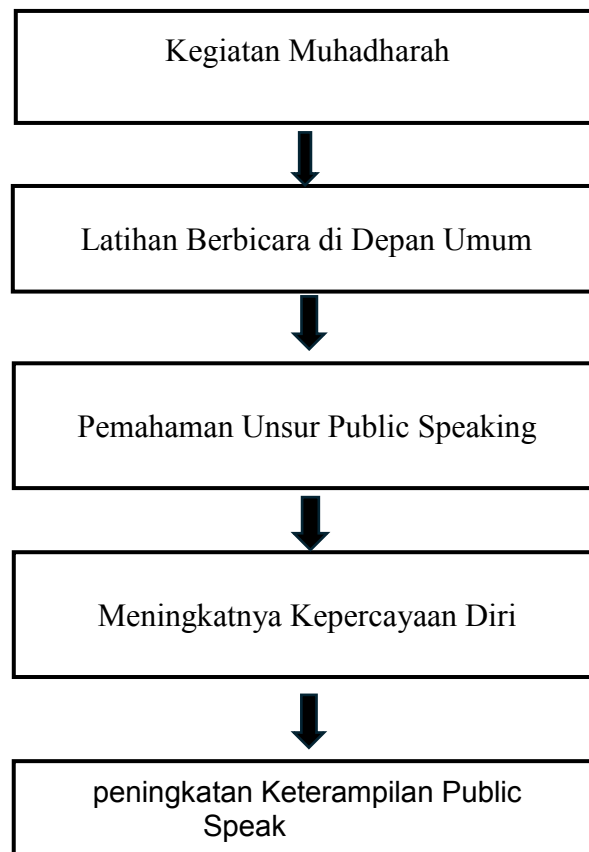 Kegiatan Muhadharah
Latihan Berbicara di Depan Umum
Pemahaman Unsur Public Speaking
Meningkatnya Kepercayaan Diri
peningkatan Keterampilan Public
Speak